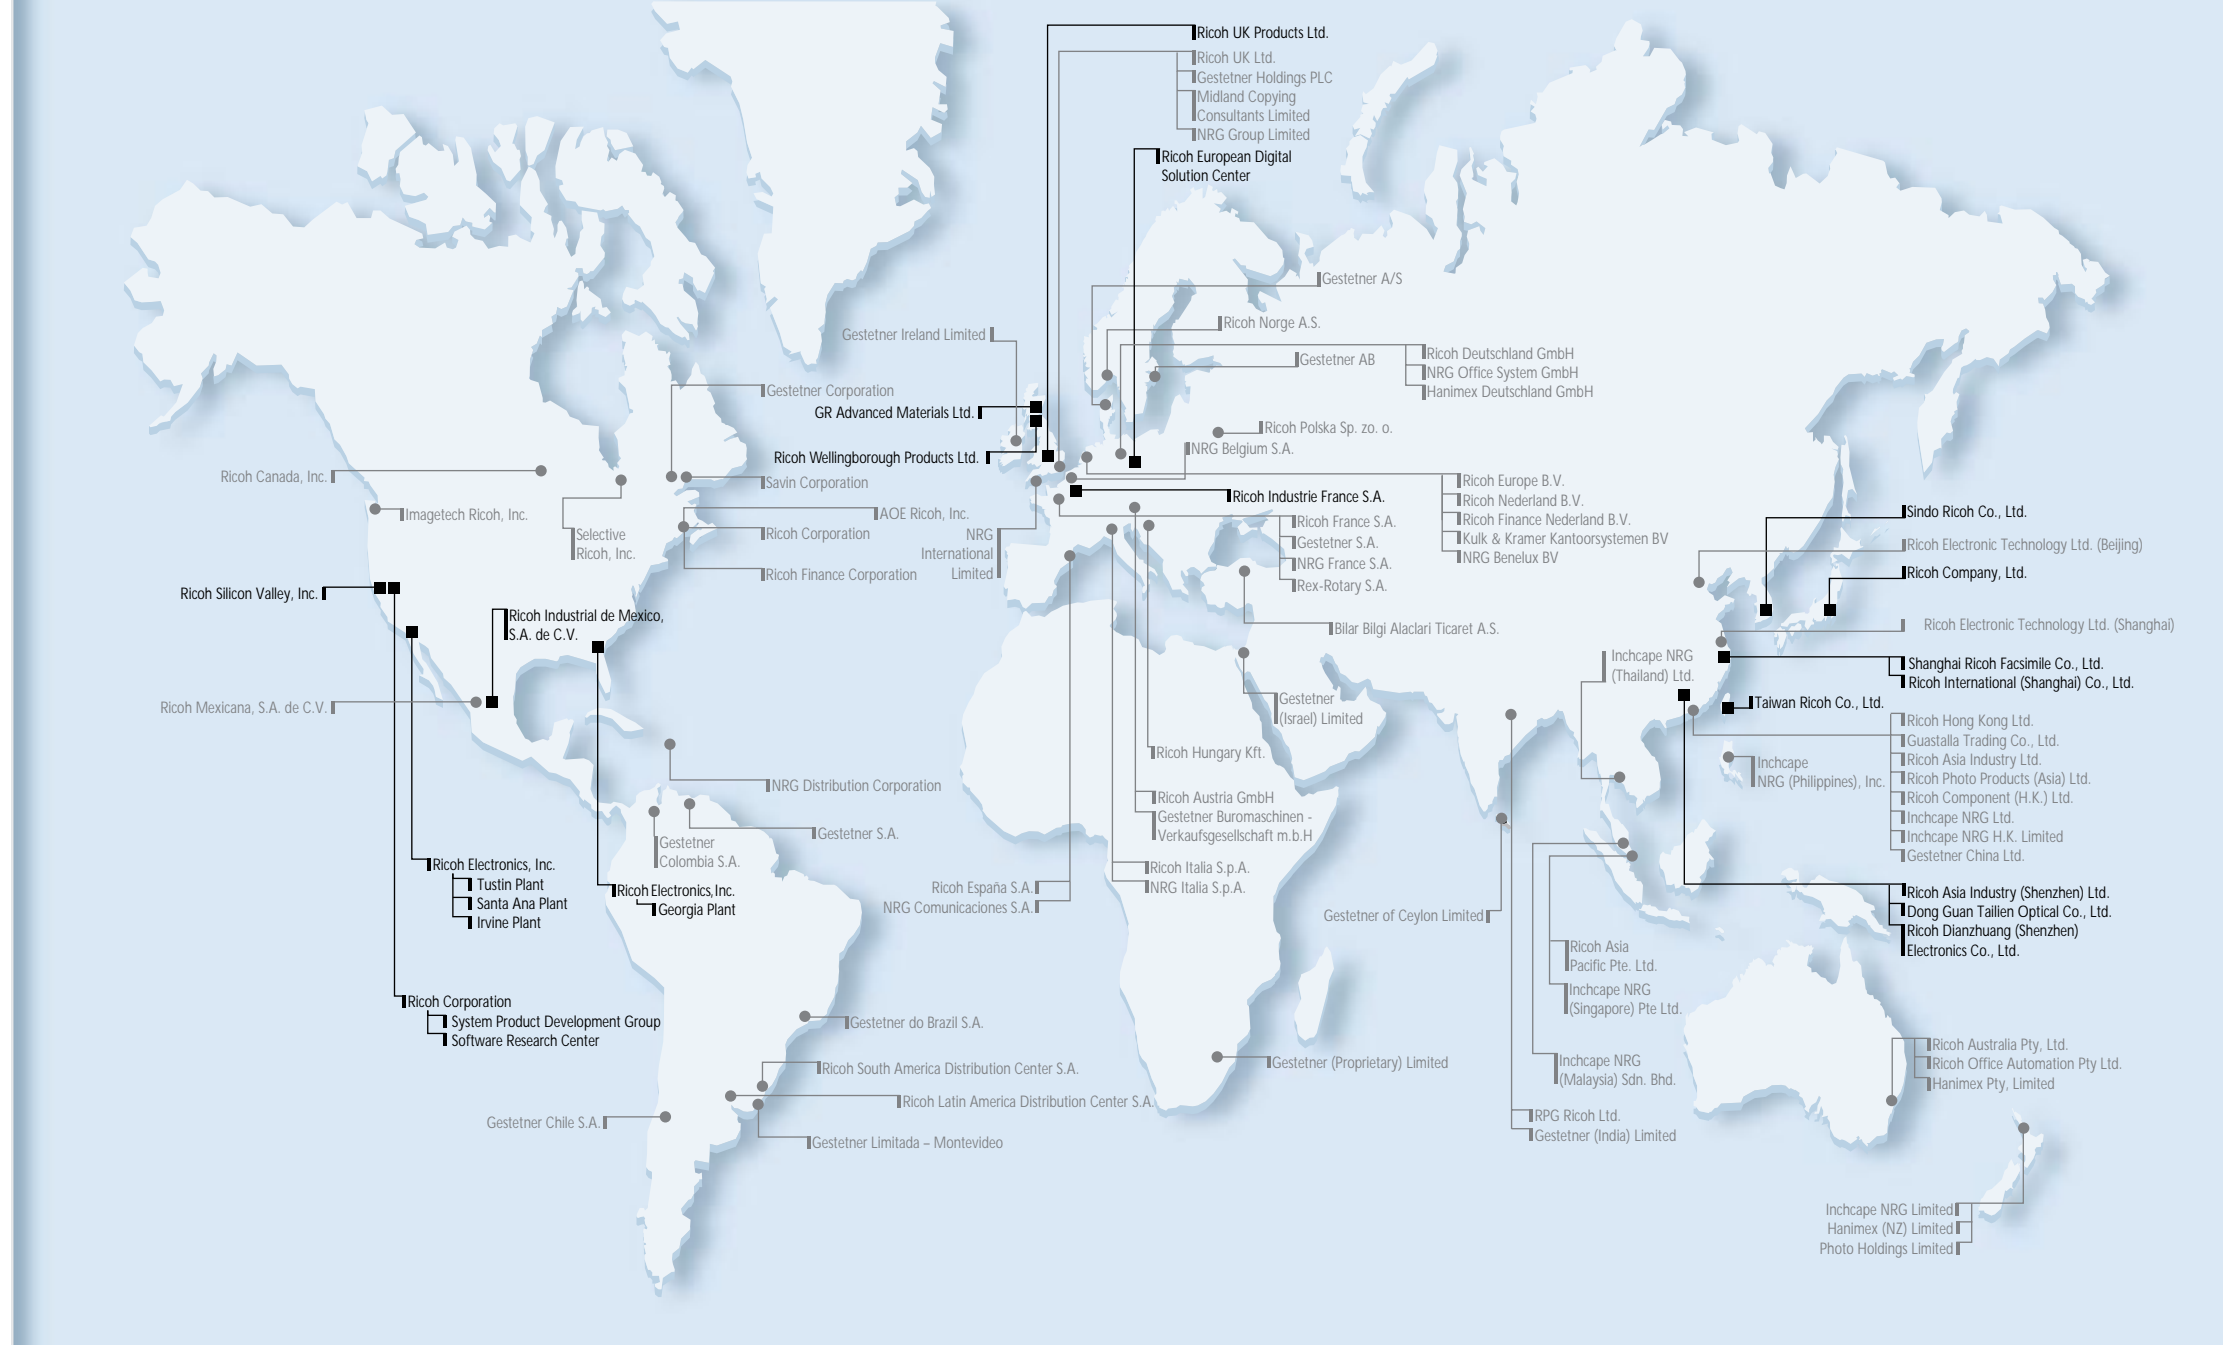 Ricoh UK Products Ltd.
Ricoh UK Ltd.
Gestetner Holdings PLC
Midland Copying
Consultants Limited
NRG Group Limited
Ricoh European Digital
Solution Center
Gestetner A/S
Ricoh Norge A.S.
Gestetner AB
Ricoh Deutschland GmbH
NRG Office System GmbH
Hanimex Deutschland GmbH
Gestetner Ireland Limited
Gestetner Corporation
GR Advanced Materials Ltd.
Ricoh Wellingborough Products Ltd.
Ricoh Polska Sp. zo. o.
NRG Belgium S.A.
Ricoh Canada, Inc.
Savin Corporation
Imagetech Ricoh, Inc.
Selective
Ricoh, Inc.
AOE Ricoh, Inc.
Ricoh Corporation
Ricoh Finance Corporation
NRG
International
Limited
Ricoh Industrie France S.A.
Ricoh France S.A.
Gestetner S.A.
NRG France S.A.
Rex-Rotary S.A.
Ricoh Europe B.V.
Ricoh Nederland B.V.
Ricoh Finance Nederland B.V.
Kulk & Kramer Kantoorsystemen BV
NRG Benelux BV
Sindo Ricoh Co., Ltd.
Ricoh Electronic Technology Ltd. (Beijing)
Ricoh Company, Ltd.
Ricoh Electronic Technology Ltd. (Shanghai)
Shanghai Ricoh Facsimile Co., Ltd.
Ricoh International (Shanghai) Co., Ltd.
Ricoh Silicon Valley, Inc.
Ricoh Industrial de Mexico,
S.A. de C.V.
Bilar Bilgi Alaclari Ticaret A.S.
Inchcape NRG
(Thailand) Ltd.
Ricoh Mexicana, S.A. de C.V.
Gestetner
(Israel) Limited
Taiwan Ricoh Co., Ltd.
Ricoh Hong Kong Ltd.
Guastalla Trading Co., Ltd.
Ricoh Asia Industry Ltd.
Ricoh Photo Products (Asia) Ltd.
Ricoh Component (H.K.) Ltd.
Inchcape NRG Ltd.
Inchcape NRG H.K. Limited
Gestetner China Ltd.
Inchcape
NRG (Philippines), Inc.
Ricoh Hungary Kft.
NRG Distribution Corporation
Ricoh Austria GmbH
Gestetner Buromaschinen -
Verkaufsgesellschaft m.b.H
Gestetner S.A.
Gestetner
Colombia S.A.
Ricoh Electronics, Inc.
Tustin Plant
Santa Ana Plant
Irvine Plant
Ricoh Electronics, Inc.
Georgia Plant
Ricoh Italia S.p.A.
NRG Italia S.p.A.
Ricoh España S.A.
NRG Comunicaciones S.A.
Gestetner of Ceylon Limited
Ricoh Asia Industry (Shenzhen) Ltd.
Dong Guan Tailien Optical Co., Ltd.
Ricoh Dianzhuang (Shenzhen)
Electronics Co., Ltd.
Ricoh Asia
Pacific Pte. Ltd.
Inchcape NRG
(Singapore) Pte Ltd.
Ricoh Corporation
System Product Development Group
Software Research Center
Gestetner do Brazil S.A.
Ricoh South America Distribution Center S.A.
Ricoh Latin America Distribution Center S.A.
Gestetner (Proprietary) Limited
Inchcape NRG
(Malaysia) Sdn. Bhd.
Ricoh Australia Pty, Ltd.
Ricoh Office Automation Pty Ltd.
Hanimex Pty, Limited
Gestetner Chile S.A.
Gestetner Limitada – Montevideo
RPG Ricoh Ltd.
Gestetner (India) Limited
Inchcape NRG Limited
Hanimex (NZ) Limited
Photo Holdings Limited